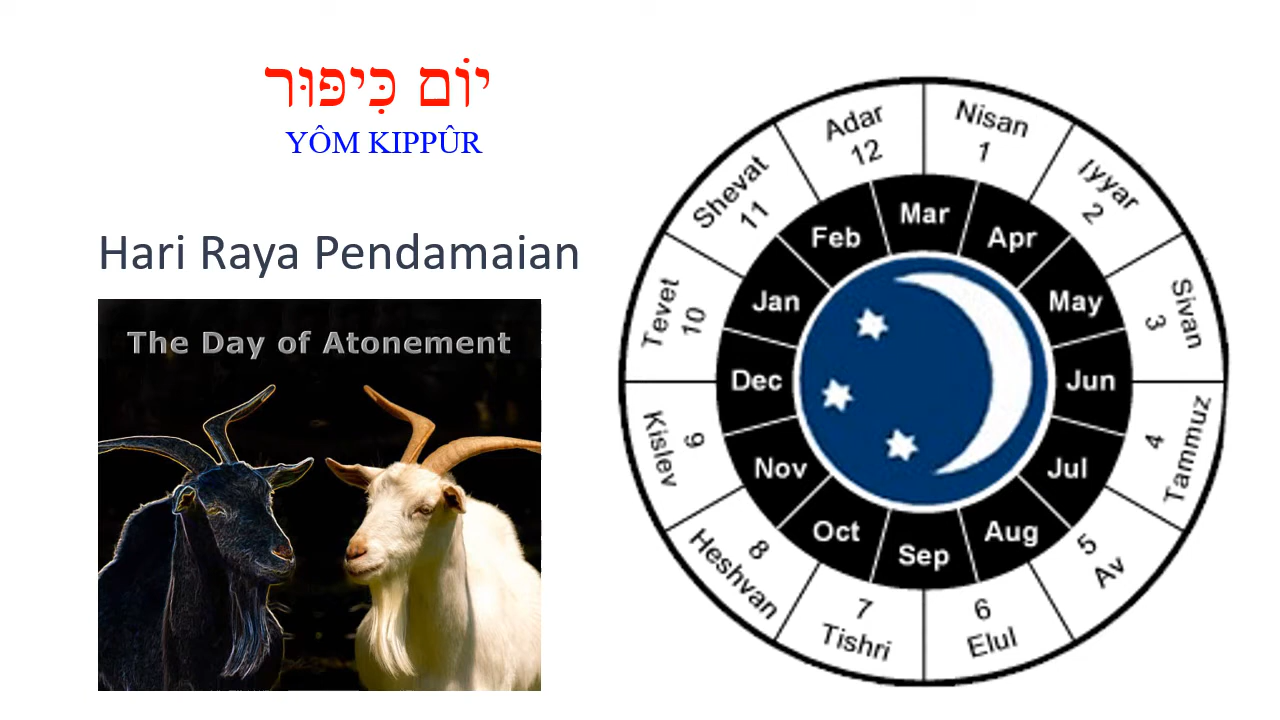 יוֹם כִּיפּוּר
YÔM KIPPÛR
Hari Raya Pendamaian
The Day of Atonement
Nisan
1
Iyyar
2
Sivan
3
Tammuz
4
Av
5
Elul
6
Tishri
7
Heshvan
8
Kislev
9
Tevet
10
Shevat
11
Adar
12
Mar
Apr
May
Jun
Jul
Aug
Sep
Oct
Nov
Dec
Jan
Feb